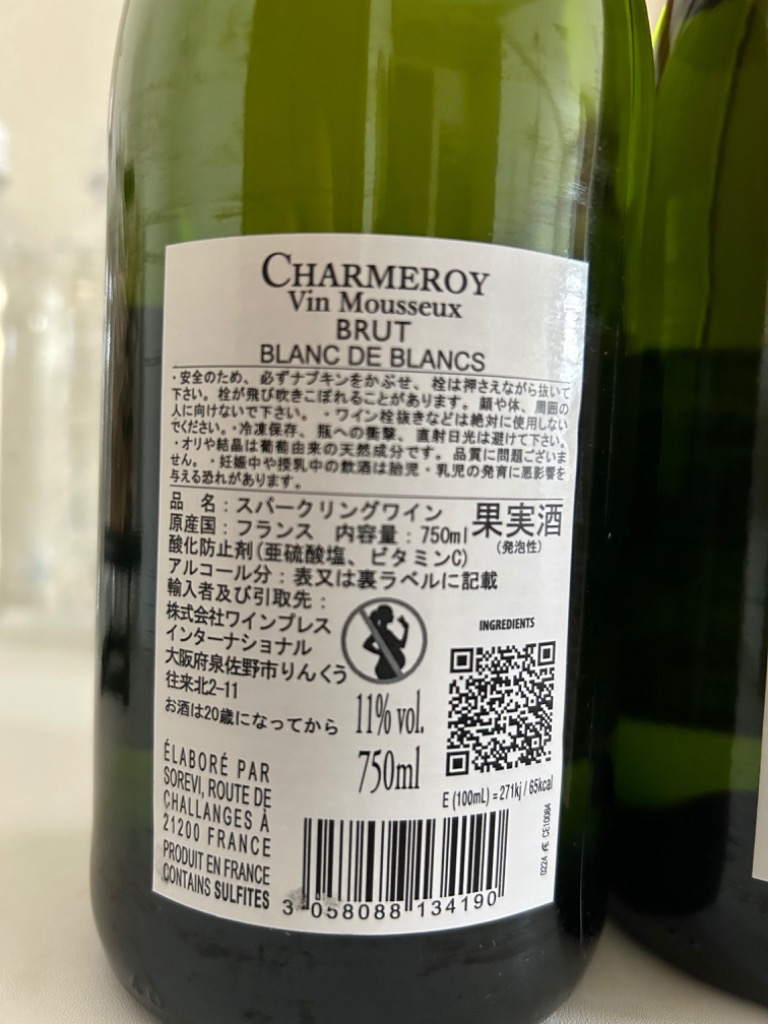 CHARMEROY
Vin Mousseux
BRUT
BLANC DE BLANCS
・安全のため、必ずナプキンをかぶせ、栓は押さえながら抜いて
下さい。栓が飛び吹きこぼれることがあります。顔や体、周囲の
人に向けないで下さい。・ワイン栓抜きなどは絶対に使用しない
でください。・冷凍保存、瓶への衝撃、直射日光は避けて下さい。
・オリや結晶は葡萄由来の天然成分です。品質に問題ございま
せん。・妊娠中や授乳中の飲酒は胎児・乳児の発育に悪影響を
与える恐れがあります。
品 名：スパークリングワイン
果実酒
原産国：フランス 内容量：750ml
(発泡性)
酸化防止剤(亜硫酸塩、ビタミンC)
アルコール分：表又は裏ラベルに記載
輸入者及び引取先：
株式会社ワインプレス
インターナショナル
大阪府泉佐野市りんくう
往来北2-11
お酒は20歳になってから
INGREDIENTS
11% vol.
750ml
E (100mL) = 271kj / 65kcal
ÉLABORÉ PAR
SOREVI, ROUTE DE
CHALLANGES À
21200 FRANCE
PRODUIT EN FRANCE
CONTAINS SULFITES
3 058088 134190
0224 Æ CE10084